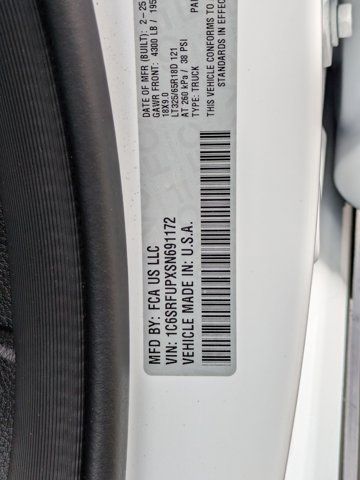 MFD BY: FCA US LLC
VIN: 1C6SRFUPXSN691172
VEHICLE MADE IN: U.S.A.
DATE OF MFR (BUILT): 2-25
GAWR FRONT: 4300 LB / 195
18X9.0
LT325/65R18D 121
AT 260 kPa / 38 PSI
TYPE: TRUCK
THIS VEHICLE CONFORMS TO A
STANDARDS IN EFFECT